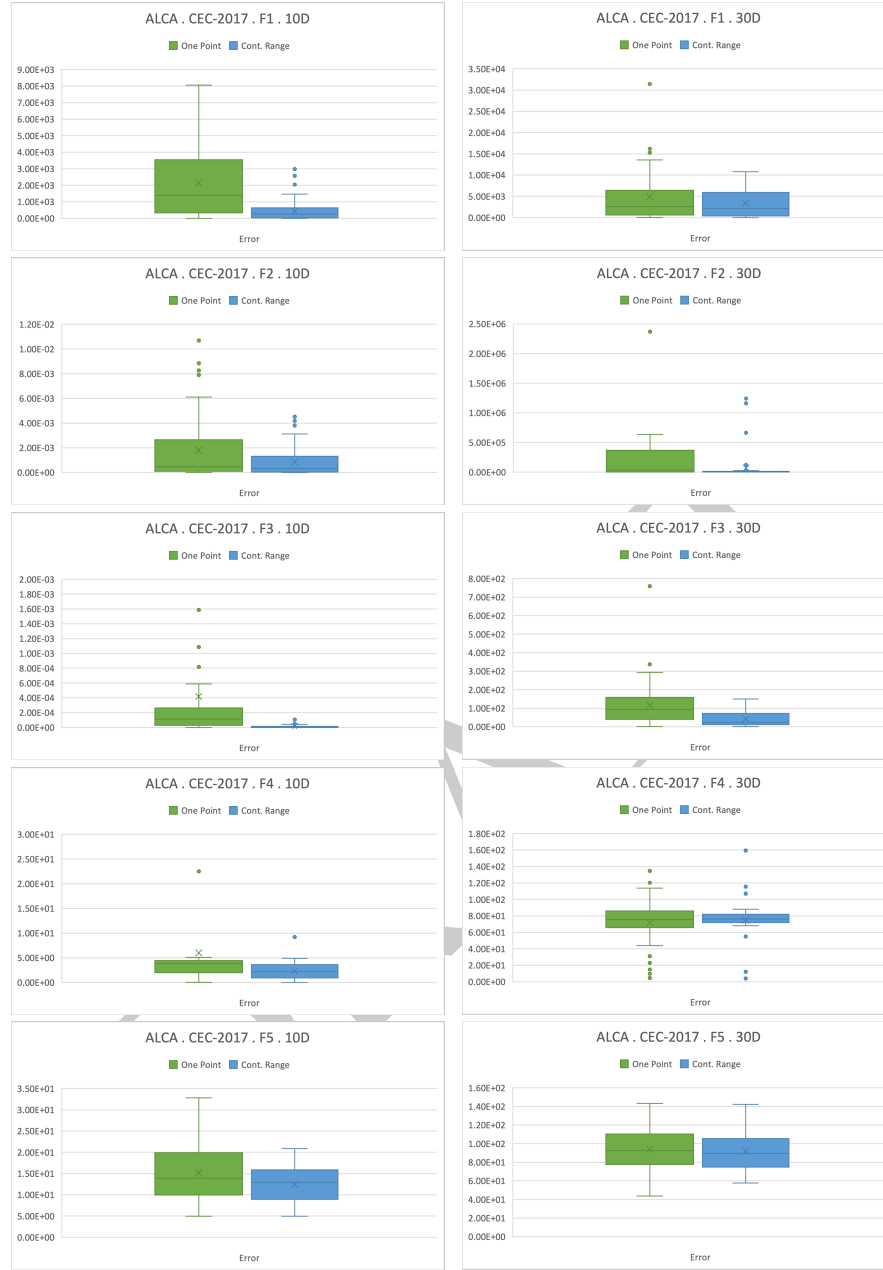 ALCA . CEC-2017 . F1 . 10D
One Point Cont. Range
9.00E+03
8.00E+03
7.00E+03
6.00E+03
5.00E+03
4.00E+03
3.00E+03
2.00E+03
1.00E+03
0.00E+00
Error
ALCA . CEC-2017 . F1 . 30D
One Point Cont. Range
3.50E+04
3.00E+04
2.50E+04
2.00E+04
1.50E+04
1.00E+04
5.00E+03
0.00E+00
Error
ALCA . CEC-2017 . F2 . 10D
One Point Cont. Range
1.20E-02
1.00E-02
8.00E-03
6.00E-03
4.00E-03
2.00E-03
0.00E+00
Error
ALCA . CEC-2017 . F2 . 30D
One Point Cont. Range
2.50E+06
2.00E+06
1.50E+06
1.00E+06
5.00E+05
0.00E+00
Error
ALCA . CEC-2017 . F3 . 10D
One Point Cont. Range
2.00E-03
1.80E-03
1.60E-03
1.40E-03
1.20E-03
1.00E-03
8.00E-04
6.00E-04
4.00E-04
2.00E-04
0.00E+00
Error
ALCA . CEC-2017 . F3 . 30D
One Point Cont. Range
8.00E+02
7.00E+02
6.00E+02
5.00E+02
4.00E+02
3.00E+02
2.00E+02
1.00E+02
0.00E+00
Error
ALCA . CEC-2017 . F4 . 10D
One Point Cont. Range
3.00E+01
2.50E+01
2.00E+01
1.50E+01
1.00E+01
5.00E+00
0.00E+00
Error
ALCA . CEC-2017 . F4 . 30D
One Point Cont. Range
1.80E+02
1.60E+02
1.40E+02
1.20E+02
1.00E+02
8.00E+01
6.00E+01
4.00E+01
2.00E+01
0.00E+00
Error
ALCA . CEC-2017 . F5 . 10D
One Point Cont. Range
3.50E+01
3.00E+01
2.50E+01
2.00E+01
1.50E+01
1.00E+01
5.00E+00
0.00E+00
Error
ALCA . CEC-2017 . F5 . 30D
One Point Cont. Range
1.60E+02
1.40E+02
1.20E+02
1.00E+02
8.00E+01
6.00E+01
4.00E+01
2.00E+01
0.00E+00
Error